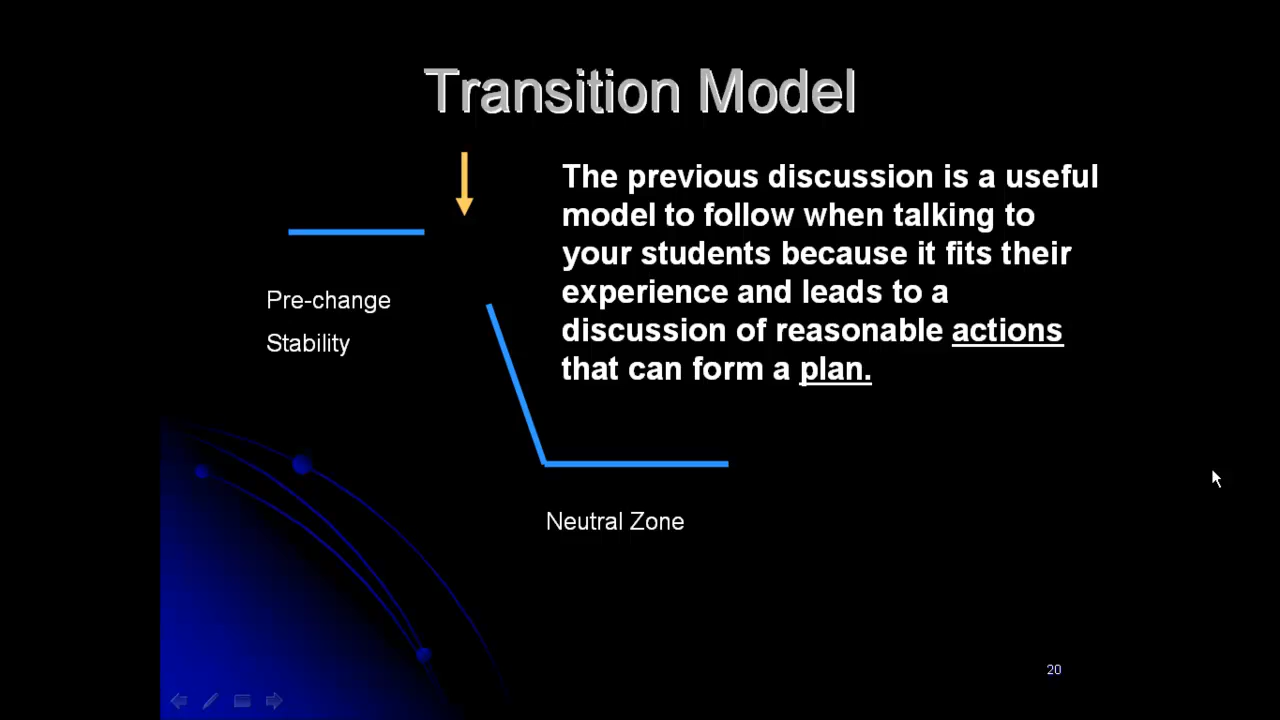 Transition Model
The previous discussion is a useful
model to follow when talking to
your students because it fits their
experience and leads to a
discussion of reasonable actions
that can form a plan.
Pre-change
Stability
Neutral Zone
20